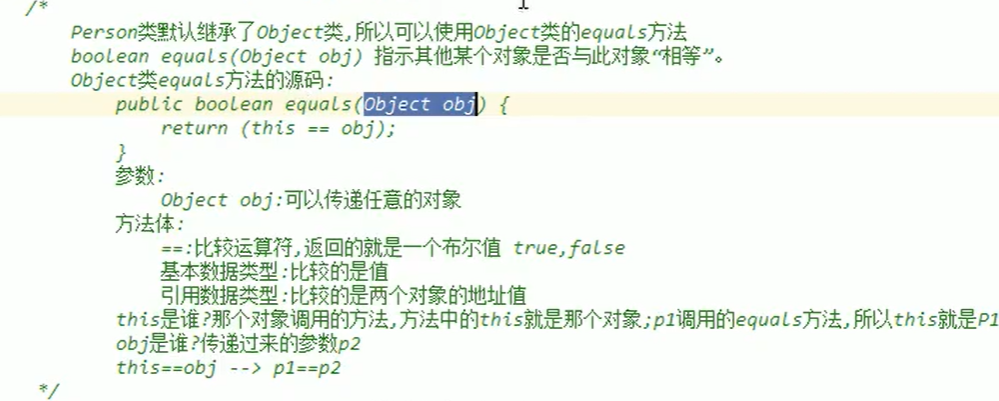 /*
Person类默认继承了Object类,所以可以使用Object类的equals方法
boolean equals(Object obj) 指示其他某个对象是否与此对象“相等”。
Object类equals方法的源码:
public boolean equals(Object obj) {
return (this == obj);
}
参数:
Object obj:可以传递任意的对象
方法体:
==:比较运算符,返回的就是一个布尔值 true,false
基本数据类型:比较的是值
引用数据类型:比较的是两个对象的地址值
this是谁?那个对象调用的方法,方法中的this就是那个对象;p1调用的equals方法,所以this就是P1
obj是谁?传递过来的参数p2
this==obj --> p1==p2
*/